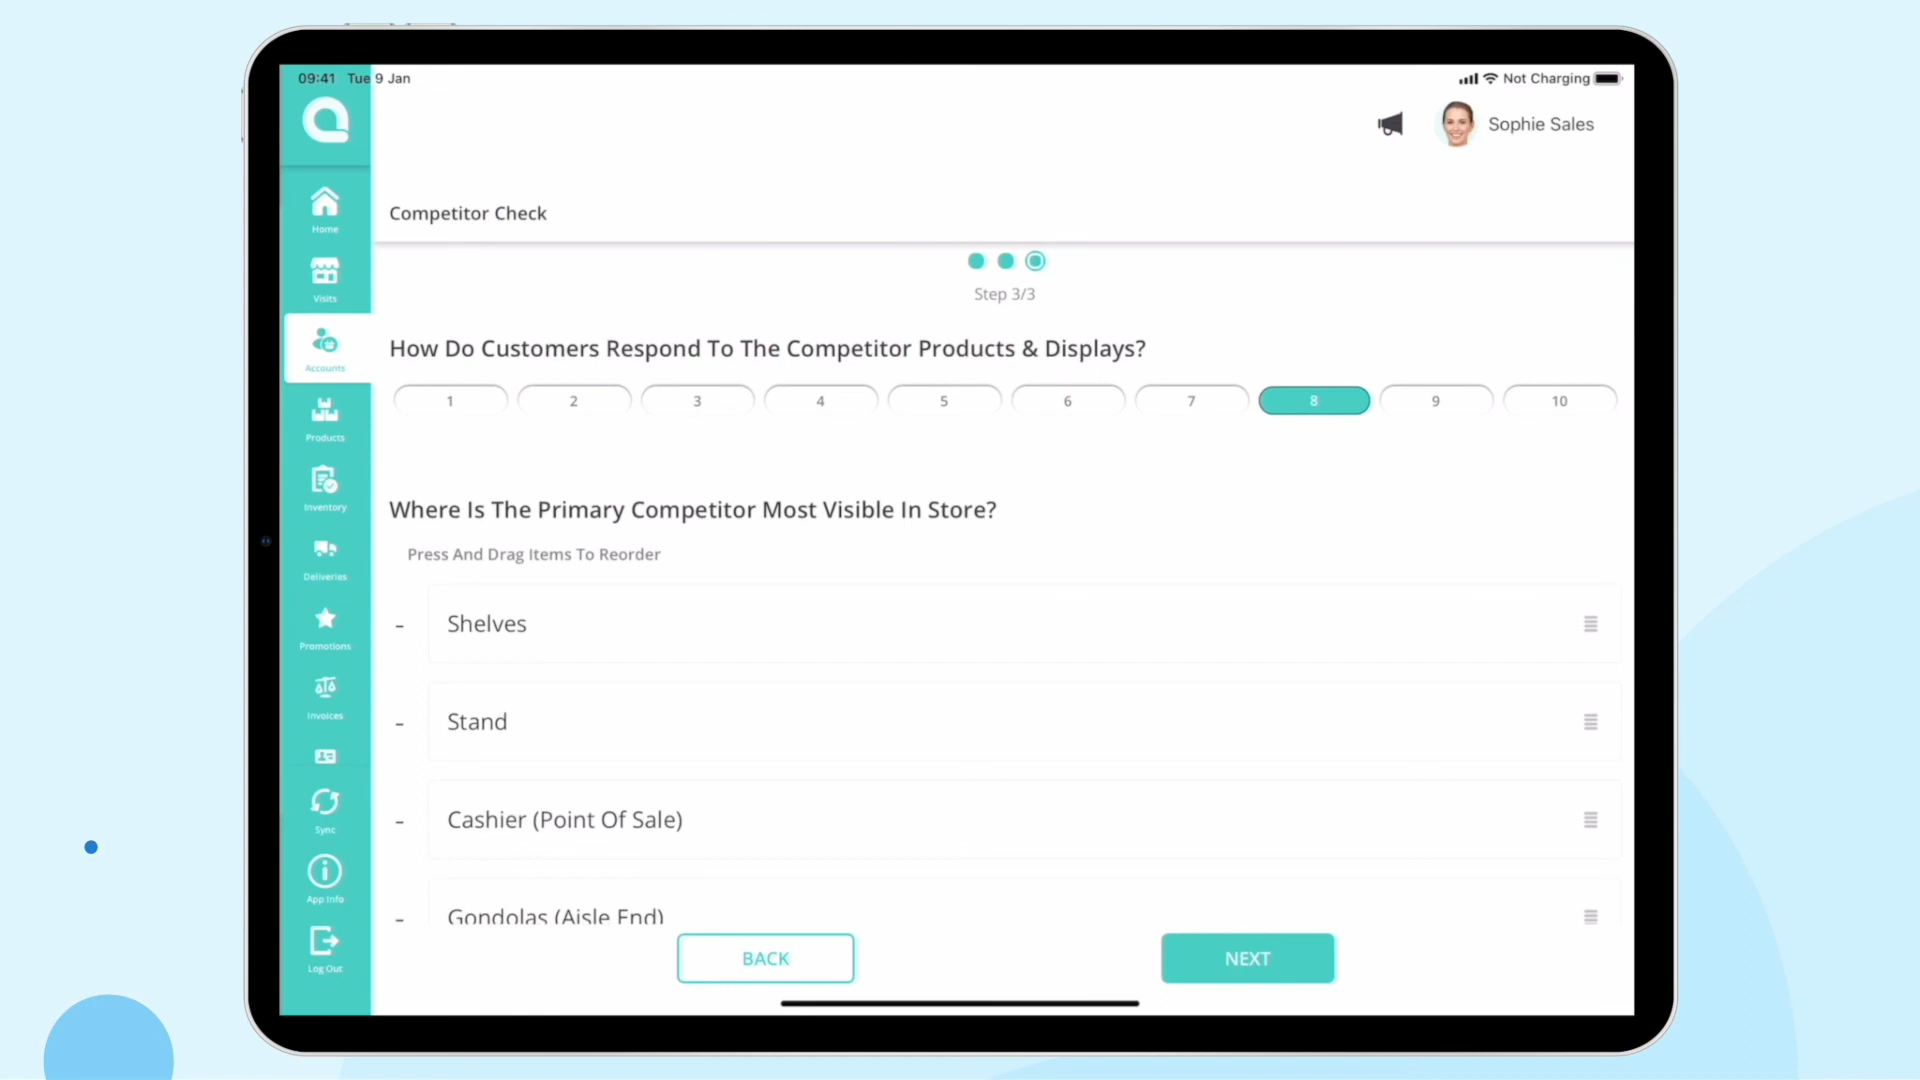 09:41 Tue 9 Jan
Not Charging
Sophie Sales
Competitor Check
Step 3/3
Home
Visits
Accounts
Products
Inventory
Deliveries
Promotions
Invoices
Sync
App Info
Log Out
How Do Customers Respond To The Competitor Products & Displays?
1 2 3 4 5 6 7 8 9 10
Where Is The Primary Competitor Most Visible In Store?
Press And Drag Items To Reorder
- Shelves
- Stand
- Cashier (Point Of Sale)
- Gondolas (Aisle End)
BACK NEXT